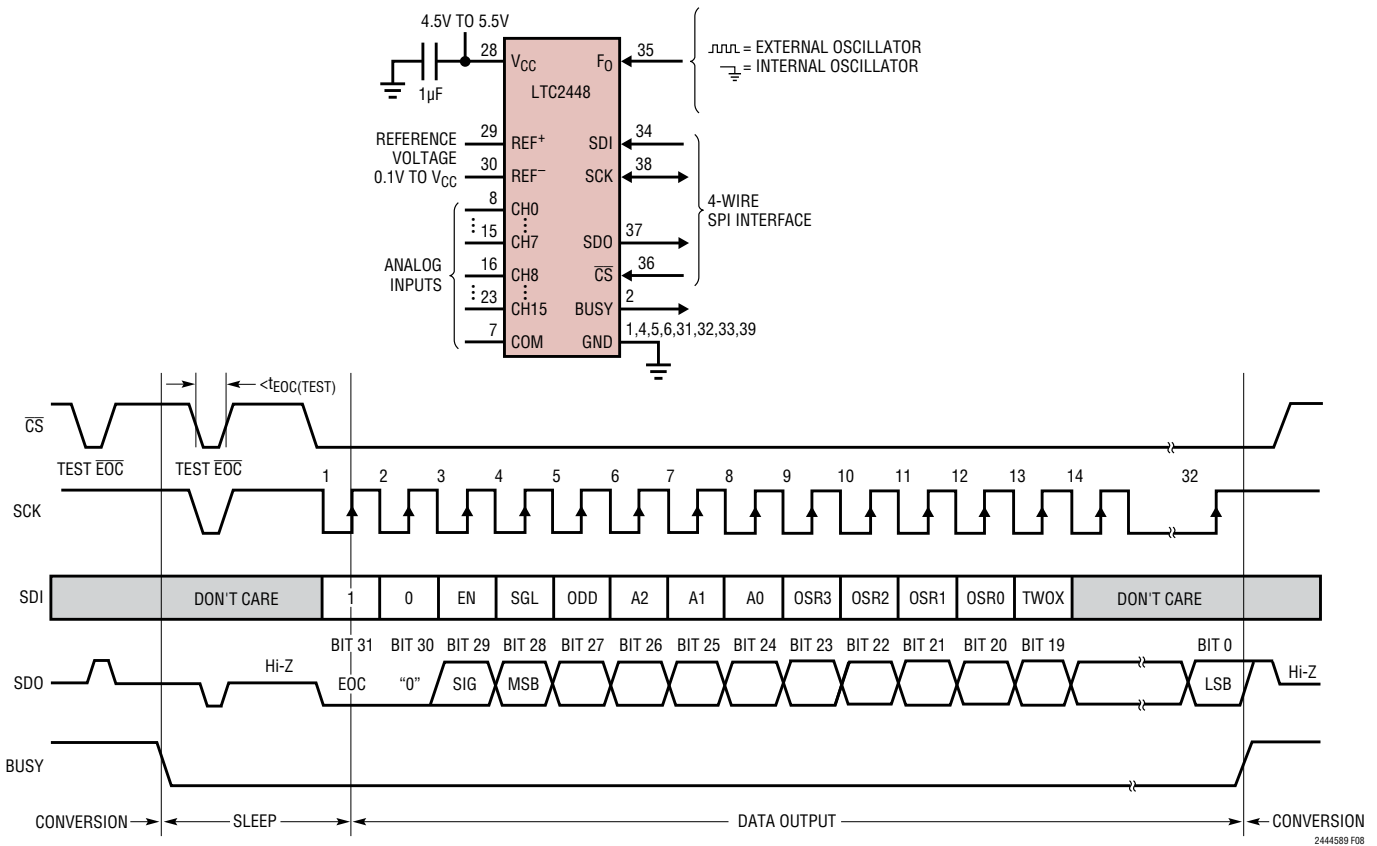 4.5V TO 5.5V
1µF
28 VCC
LTC2448
FO 35
= EXTERNAL OSCILLATOR
= INTERNAL OSCILLATOR
REFERENCE
VOLTAGE
0.1V TO VCC
29 REF+
30 REF–
SDI 34
SCK 38
SDO 37
CS 36
4-WIRE
SPI INTERFACE
ANALOG
INPUTS
8 CH0
15 CH7
16 CH8
23 CH15
7 COM
BUSY 2
GND 1,4,5,6,31,32,33,39
<tEOC(TEST)
CS
TEST EOC TEST EOC
1 2 3 4 5 6 7 8 9 10 11 12 13 14 32
SCK
SDI DON'T CARE 1 0 EN SGL ODD A2 A1 A0 OSR3 OSR2 OSR1 OSR0 TWOX DON'T CARE
BIT 31 BIT 30 BIT 29 BIT 28 BIT 27 BIT 26 BIT 25 BIT 24 BIT 23 BIT 22 BIT 21 BIT 20 BIT 19 BIT 0
SDO Hi-Z EOC “0” SIG MSB LSB Hi-Z
BUSY
CONVERSION SLEEP DATA OUTPUT CONVERSION
2444589 F08